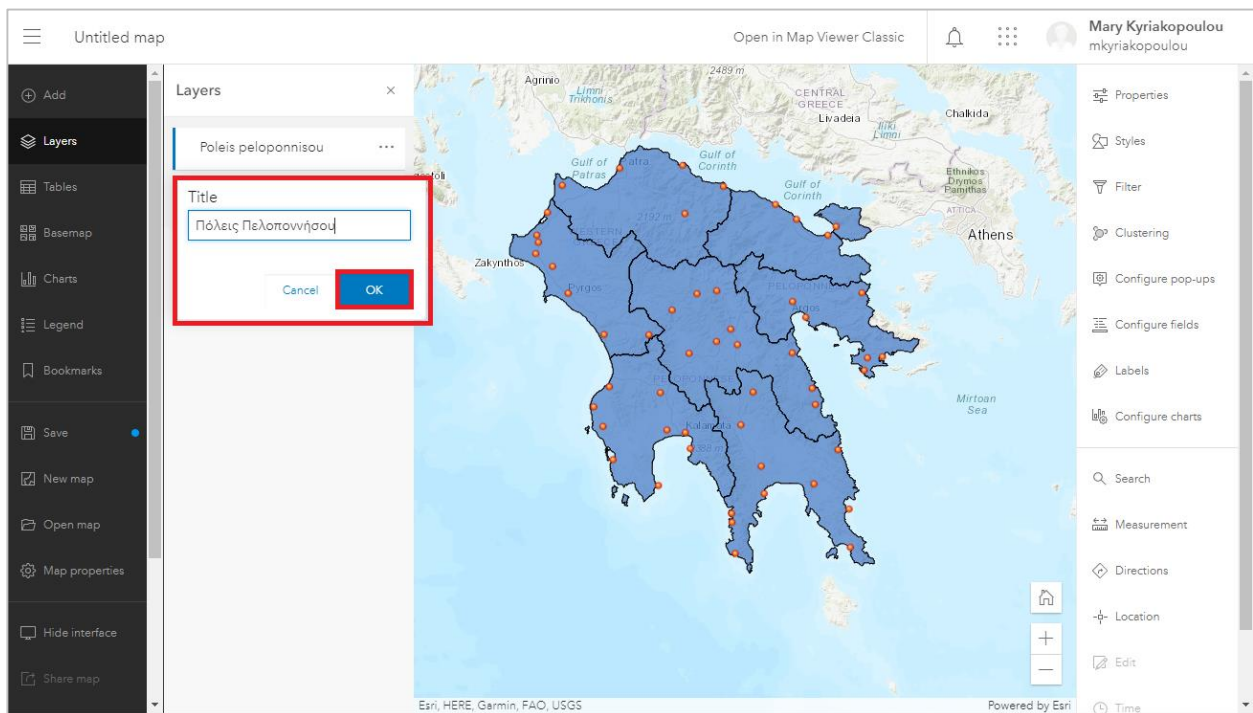 Untitled map
Open in Map Viewer Classic
Mary Kyriakopoulou
mkyriakopoulou
Add
Layers
Tables
Basemap
Charts
Legend
Bookmarks
Save
New map
Open map
Map properties
Hide interface
Share map
Layers
Poleis peloponnisou
Title
Πόλεις Πελοποννήσου
Cancel
OK
Agrinio
Limni
Trikhonis
2489 m
CENTRAL
GREECE
Livadeia
Iliki
Limni
Chalkida
Gulf of
Patras
Gulf of
Corinth
Gulf of
Corinth
Ethnikos
Drymos
Parnithas
ATTICA
Athens
2192 m
Zakynthos
Pyrgos
Argos
Kalamata
Mirtoan
Sea
Esri, HERE, Garmin, FAO, USGS
Powered by Esri
Properties
Styles
Filter
Clustering
Configure pop-ups
Configure fields
Labels
Configure charts
Search
Measurement
Directions
Location
Edit
Time